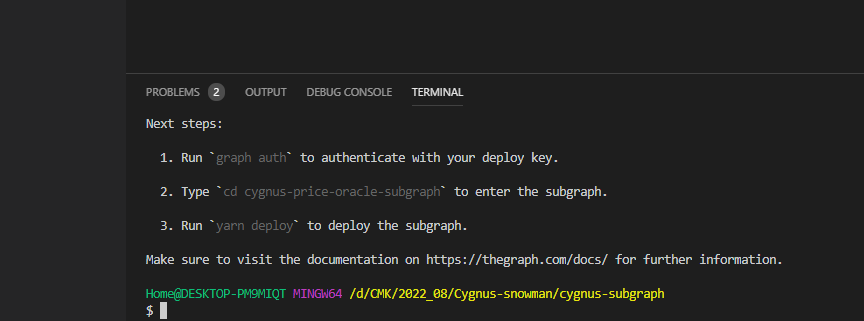 PROBLEMS 2 OUTPUT DEBUG CONSOLE TERMINAL
Next steps:
1. Run `graph auth` to authenticate with your deploy key.
2. Type `cd cygnus-price-oracle-subgraph` to enter the subgraph.
3. Run `yarn deploy` to deploy the subgraph.
Make sure to visit the documentation on https://thegraph.com/docs/ for further information.
Home@DESKTOP-PM9MIQT MINGW64 /d/CMK/2022_08/Cygnus-snowman/cygnus-subgraph
$